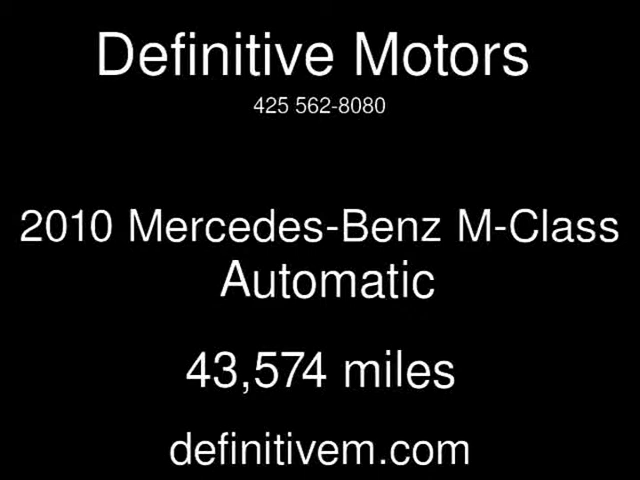 Definitive Motors
425 562-8080
2010 Mercedes-Benz M-Class
Automatic
43,574 miles
definitivem.com